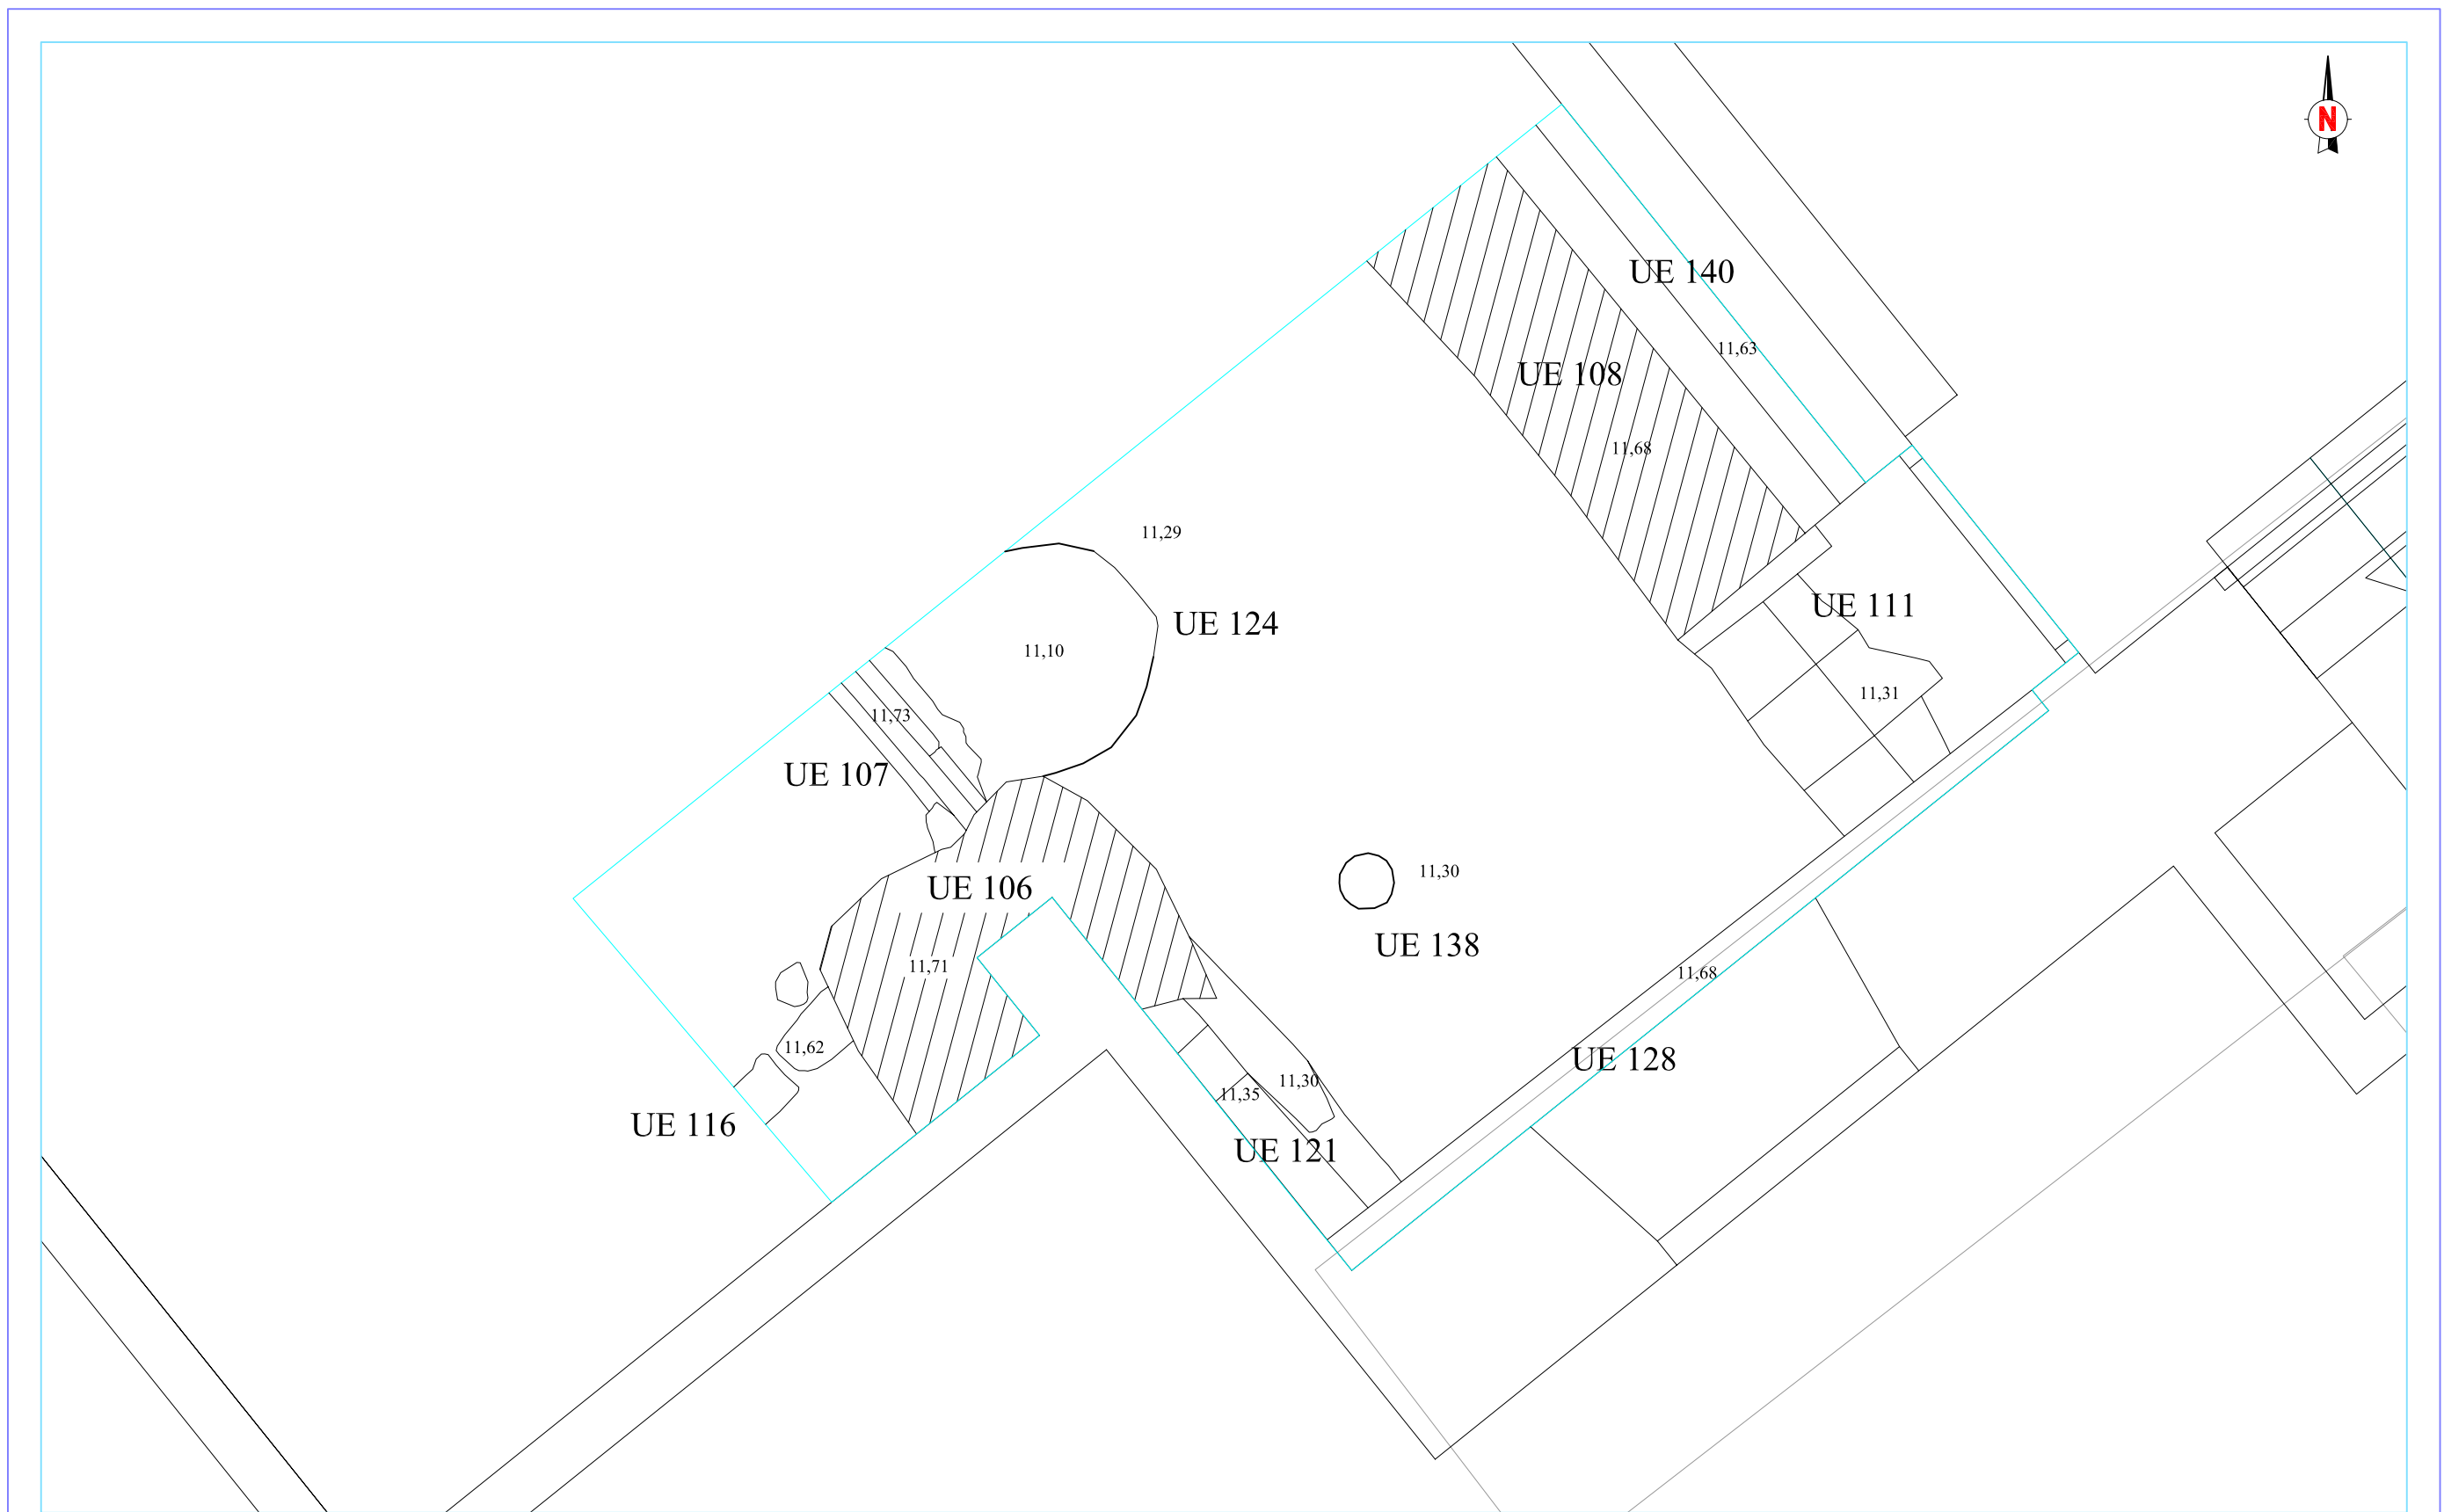 N
UE 140
11,63
UE 108
11,68
11,29
UE 111
UE 124
11,10
11,31
11,73
UE 107
11,30
UE 106
UE 138
11,71
11,68
11,62
UE 128
11,30
11,35
UE 116
UE 121